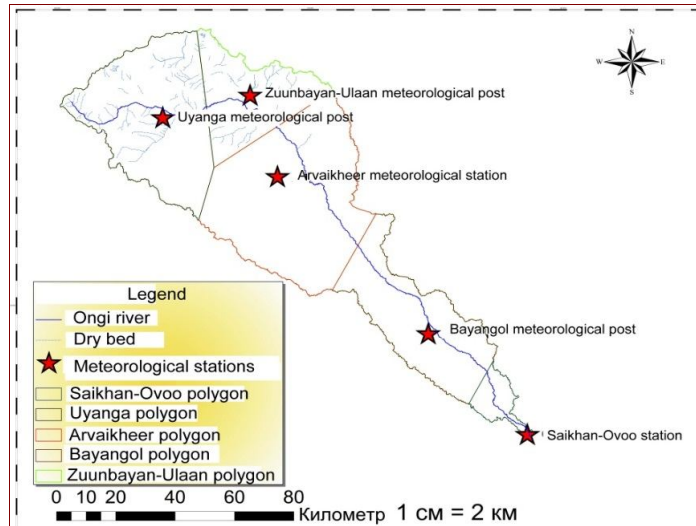 N
W E
S
Zuunbayan-Ulaan meteorological post
Uyanga meteorological post
Arvaikheer meteorological station
Bayangol meteorological post
Saikhan-Ovoo station
Legend
Ongi river
Dry bed
Meteorological stations
Saikhan-Ovoo polygon
Uyanga polygon
Arvaikheer polygon
Bayangol polygon
Zuunbayan-Ulaan polygon
0 10 20 40 60 80
Километр 1 см = 2 км